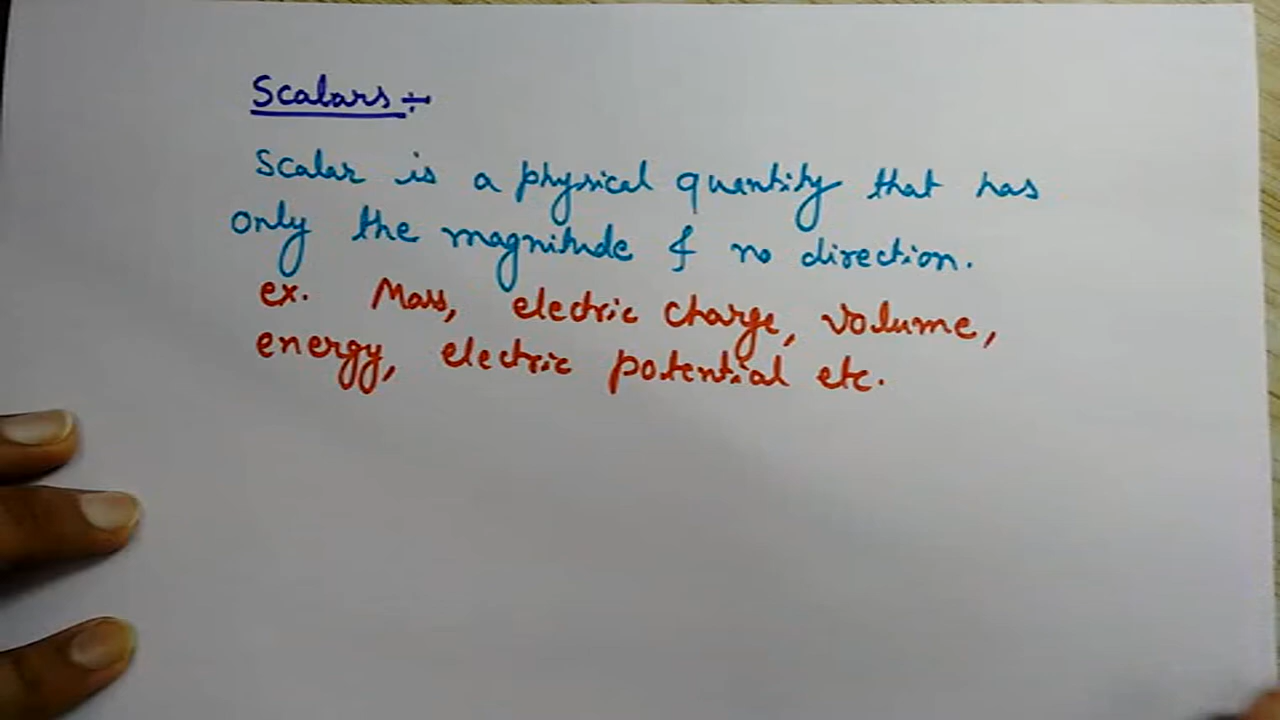 Scalars :-
Scalar is a physical quantity that has
only the magnitude & no direction.
ex. Mass, electric charge, volume,
energy, electric potential etc.